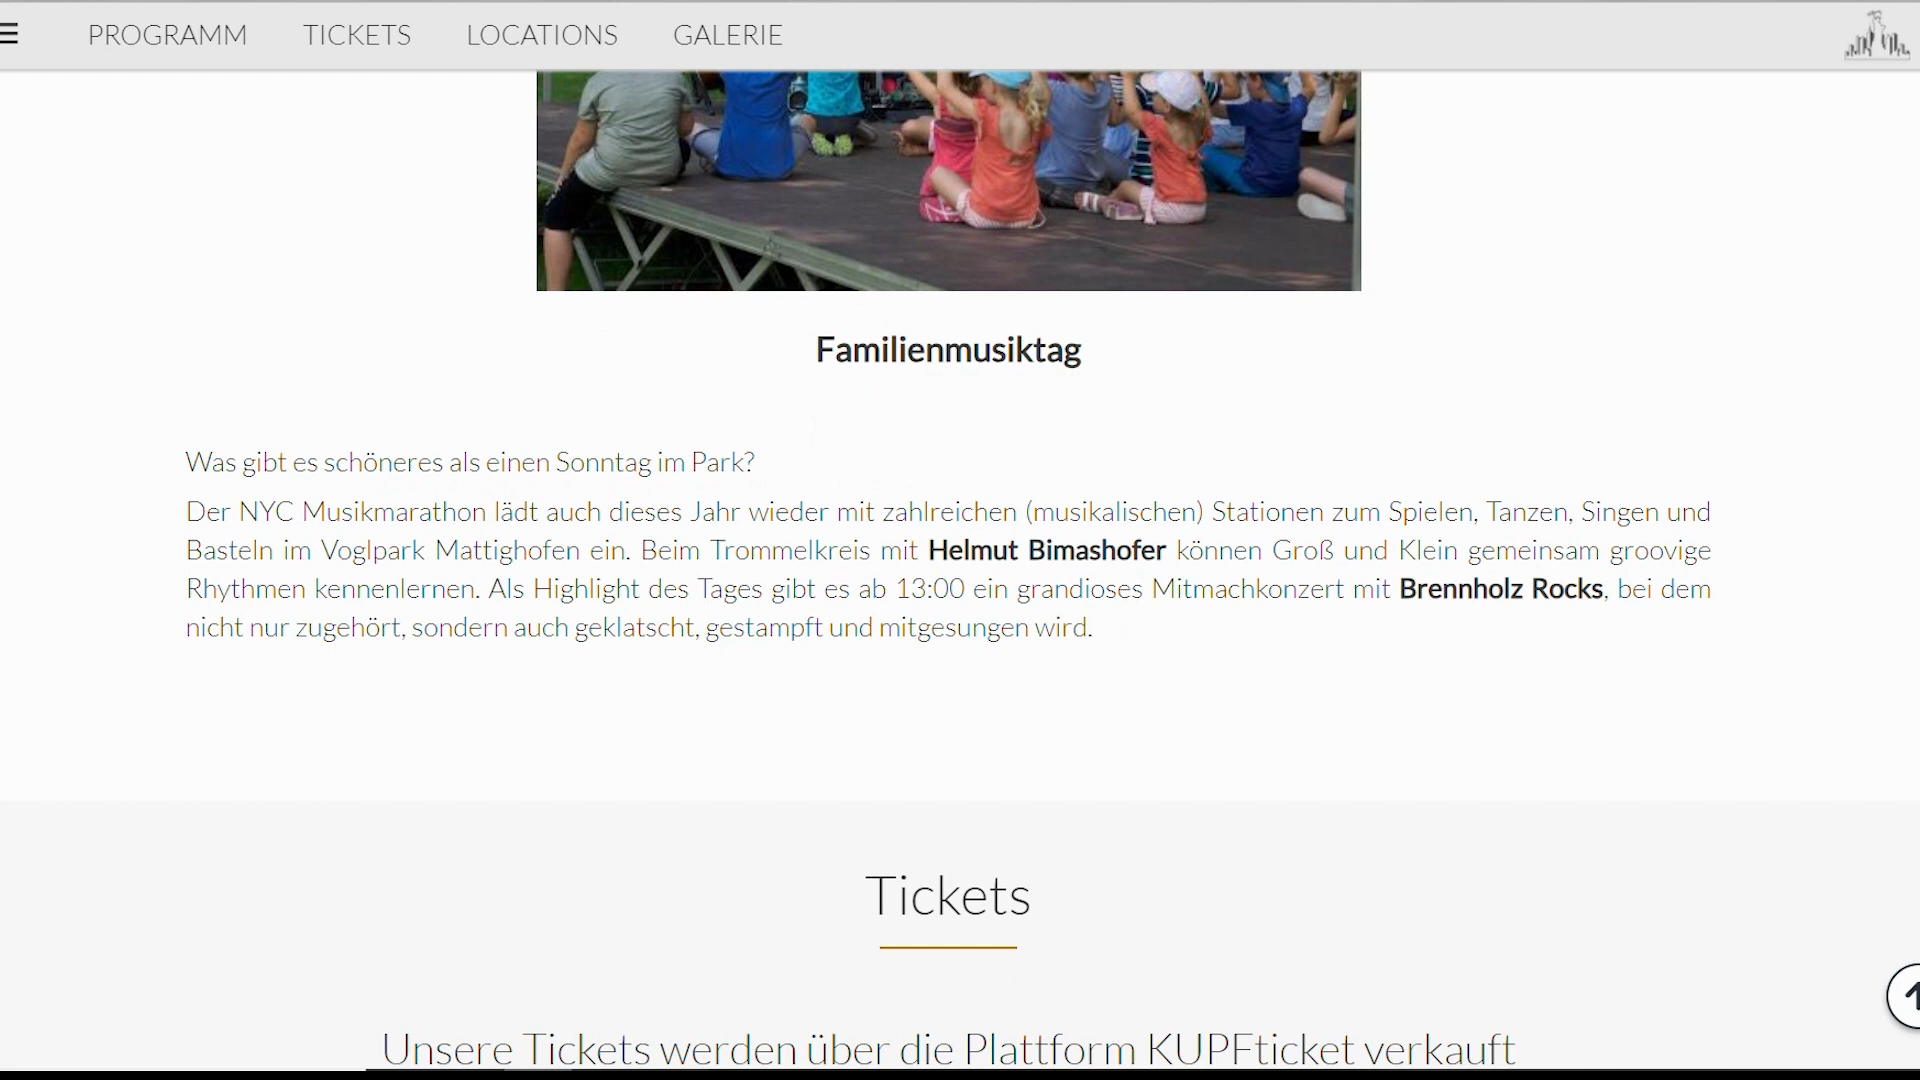 PROGRAMM TICKETS LOCATIONS GALERIE
Familienmusiktag
Was gibt es schöneres als einen Sonntag im Park?
Der NYC Musikmarathon lädt auch dieses Jahr wieder mit zahlreichen (musikalischen) Stationen zum Spielen, Tanzen, Singen und
Basteln im Voglpark Mattighofen ein. Beim Trommelkreis mit Helmut Bimashofer können Groß und Klein gemeinsam groovige
Rhythmen kennenlernen. Als Highlight des Tages gibt es ab 13:00 ein grandioses Mitmachkonzert mit Brennholz Rocks, bei dem
nicht nur zugehört, sondern auch geklatscht, gestampft und mitgesungen wird.
Tickets
Unsere Tickets werden über die Plattform KUPFticket verkauft